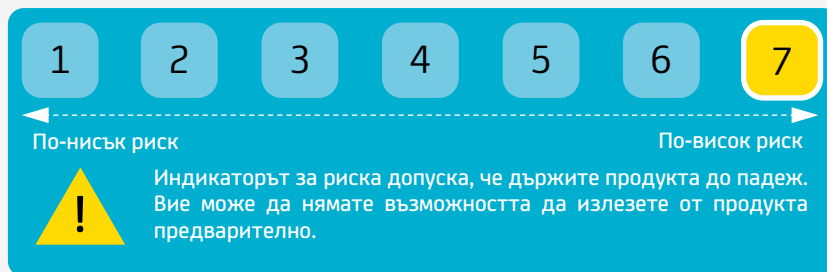 1 2 3 4 5 6 7
По-нисък риск По-висок риск
!
Индикаторът за риска допуска, че държите продукта до падеж.
Вие може да нямате възможността да излезете от продукта
предварително.